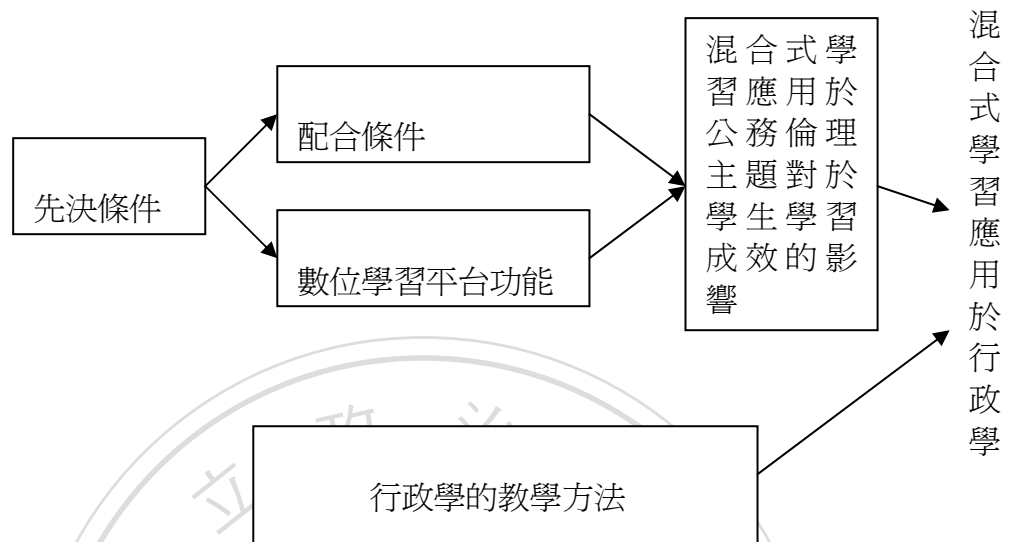 先決條件
配合條件
數位學習平台功能
混合式學
習應用於
公務倫理
主題對於
學生學習
成效的影
響
混合式學習應用於行政學
行政學的教學方法
立政